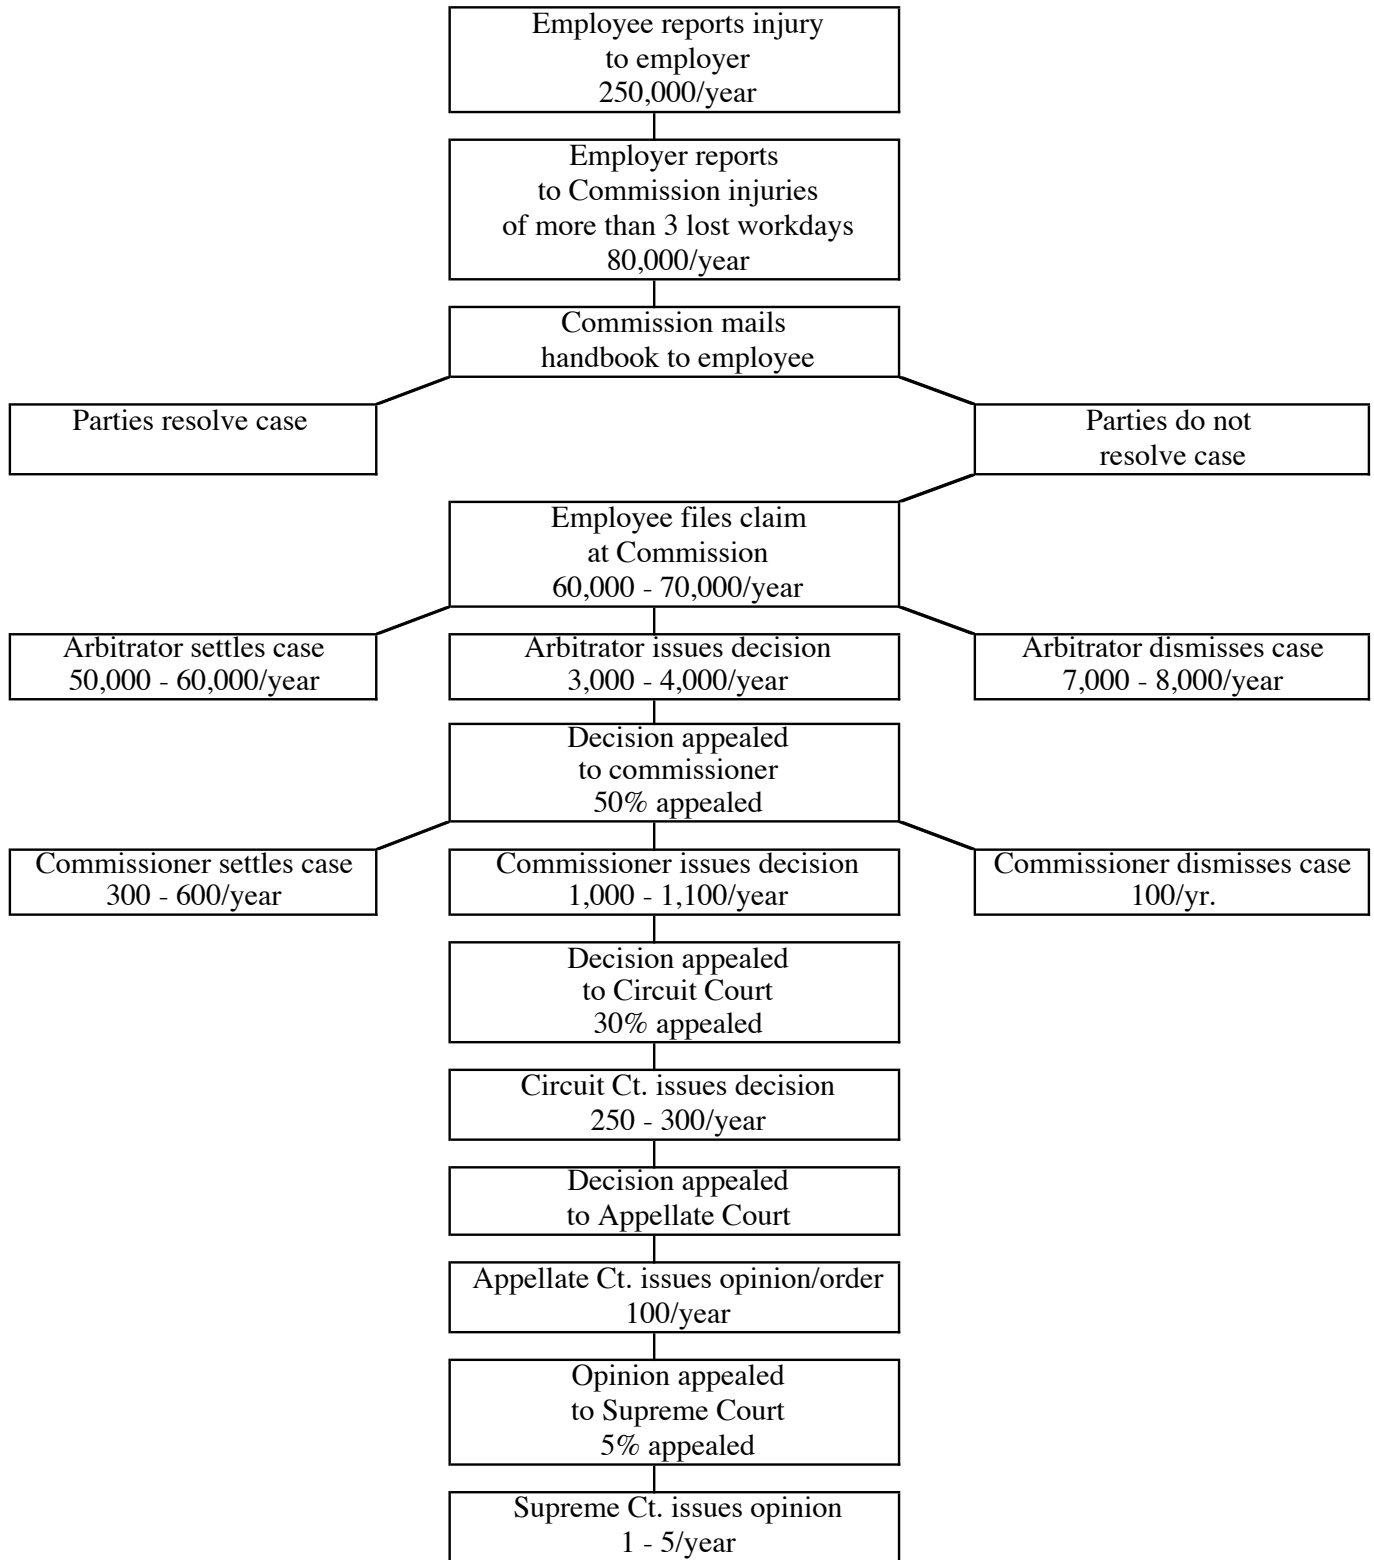 Employee reports injury
to employer
250,000/year
Employer reports
to Commission injuries
of more than 3 lost workdays
80,000/year
Commission mails
handbook to employee
Parties resolve case
Parties do not
resolve case
Employee files claim
at Commission
60,000 - 70,000/year
Arbitrator settles case
50,000 - 60,000/year
Arbitrator issues decision
3,000 - 4,000/year
Arbitrator dismisses case
7,000 - 8,000/year
Decision appealed
to commissioner
50% appealed
Commissioner settles case
300 - 600/year
Commissioner issues decision
1,000 - 1,100/year
Commissioner dismisses case
100/yr.
Decision appealed
to Circuit Court
30% appealed
Circuit Ct. issues decision
250 - 300/year
Decision appealed
to Appellate Court
Appellate Ct. issues opinion/order
100/year
Opinion appealed
to Supreme Court
5% appealed
Supreme Ct. issues opinion
1 - 5/year